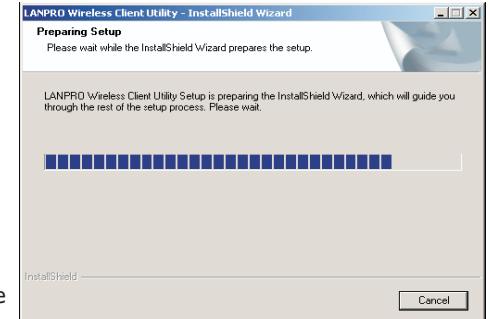 LANPRO Wireless Client Utility - InstallShield Wizard
Preparing Setup
Please wait while the InstallShield Wizard prepares the setup.
LANPRO Wireless Client Utility Setup is preparing the InstallShield Wizard, which will guide you
through the rest of the setup process. Please wait.
InstallShield
Cancel
e